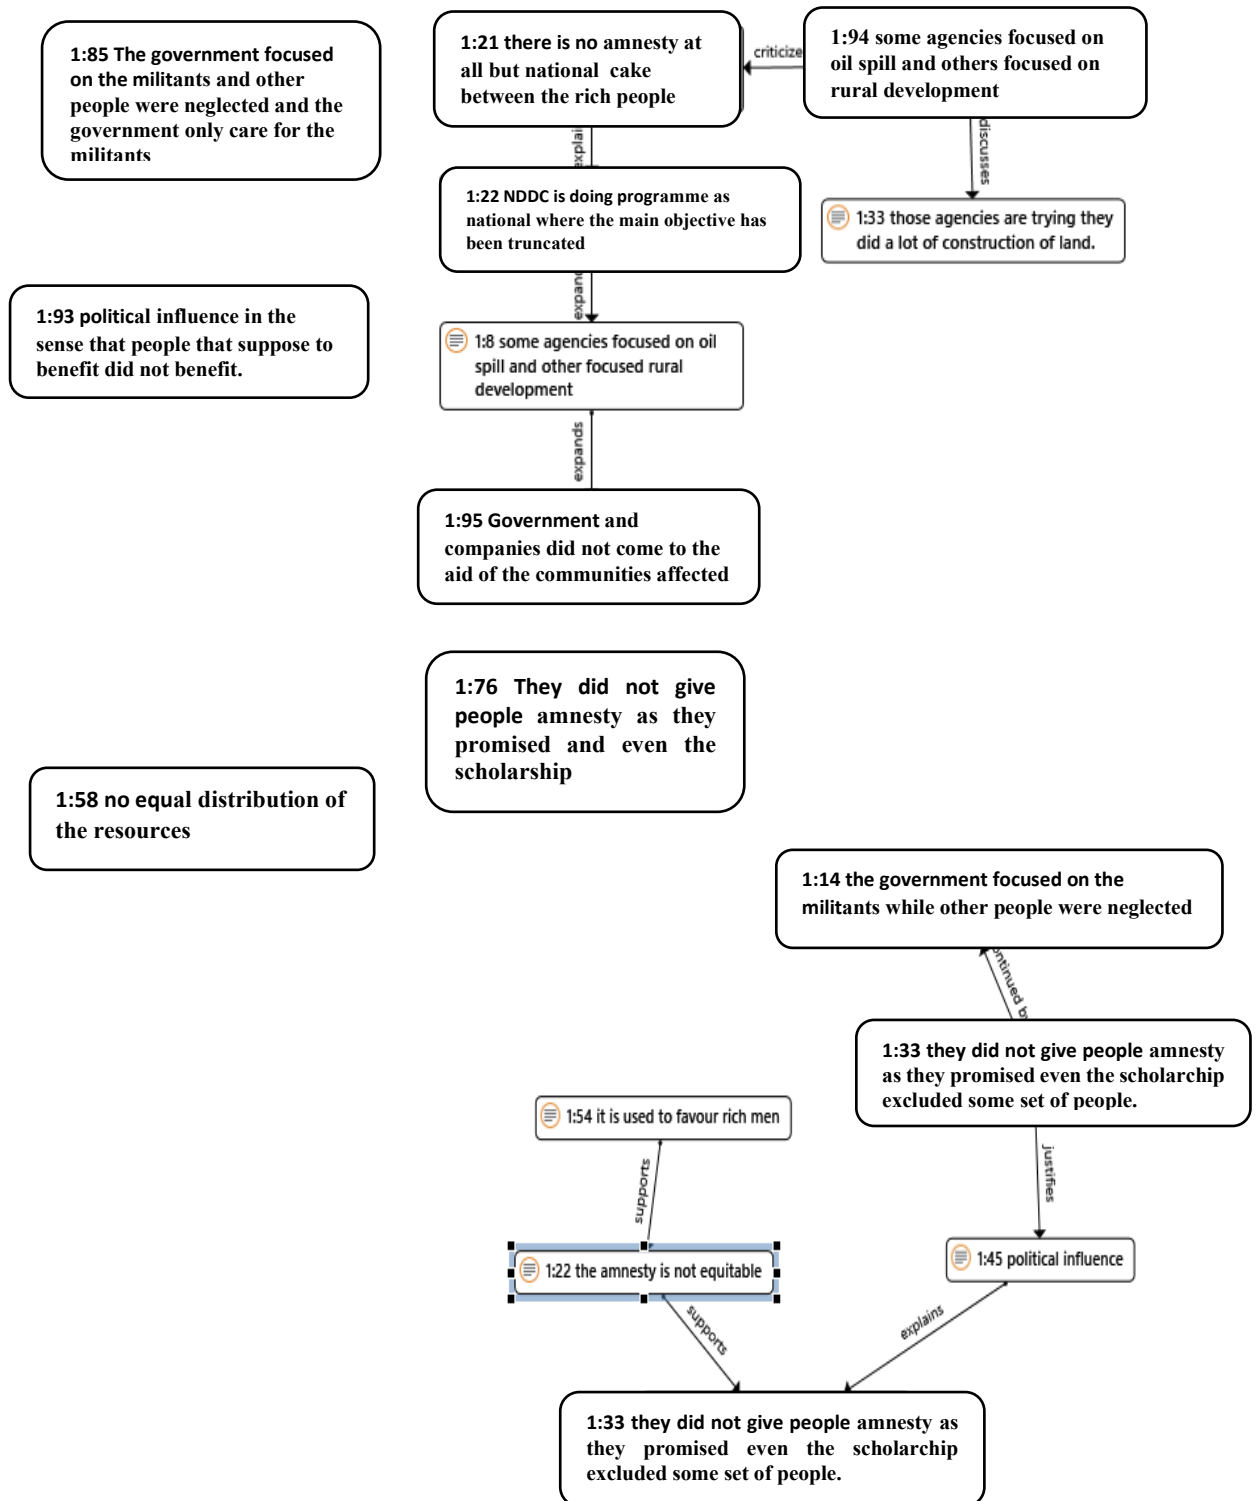 1:85 The government focused
on the militants and other
people were neglected and the
government only care for the
militants
1:21 there is no amnesty at
all but national cake
between the rich people
criticize
1:94 some agencies focused on
oil spill and others focused on
rural development
explai
discusses
1:22 NDDC is doing programme as
national where the main objective has
been truncated
1:33 those agencies are trying they
did a lot of construction of land.
expand
1:93 political influence in the
sense that people that suppose to
benefit did not benefit.
1:8 some agencies focused on oil
spill and other focused rural
development
expands
1:95 Government and
companies did not come to the
aid of the communities affected
1:76 They did not give
people amnesty as they
promised and even the
scholarship
1:58 no equal distribution of
the resources
1:14 the government focused on the
militants while other people were neglected
ontinued by
1:33 they did not give people amnesty
as they promised even the scholarchip
excluded some set of people.
1:54 it is used to favour rich men
supports
justifies
1:22 the amnesty is not equitable
1:45 political influence
supports
explains
1:33 they did not give people amnesty as
they promised even the scholarchip
excluded some set of people.